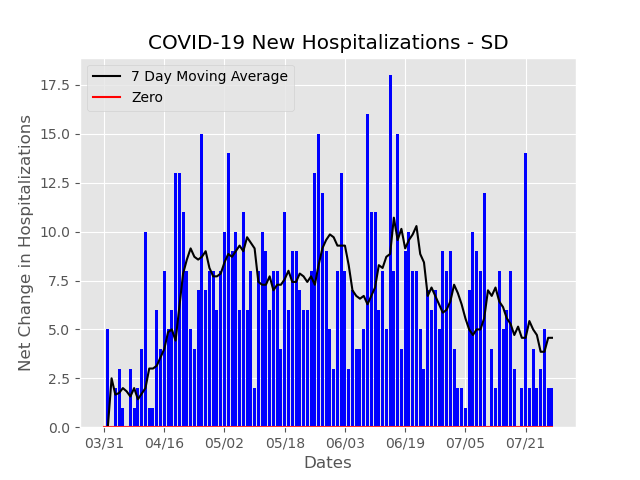 COVID-19 New Hospitalizations - SD
7 Day Moving Average
Zero
Net Change in Hospitalizations
17.5
15.0
12.5
10.0
7.5
5.0
2.5
0.0
03/31 04/16 05/02 05/18 06/03 06/19 07/05 07/21
Dates